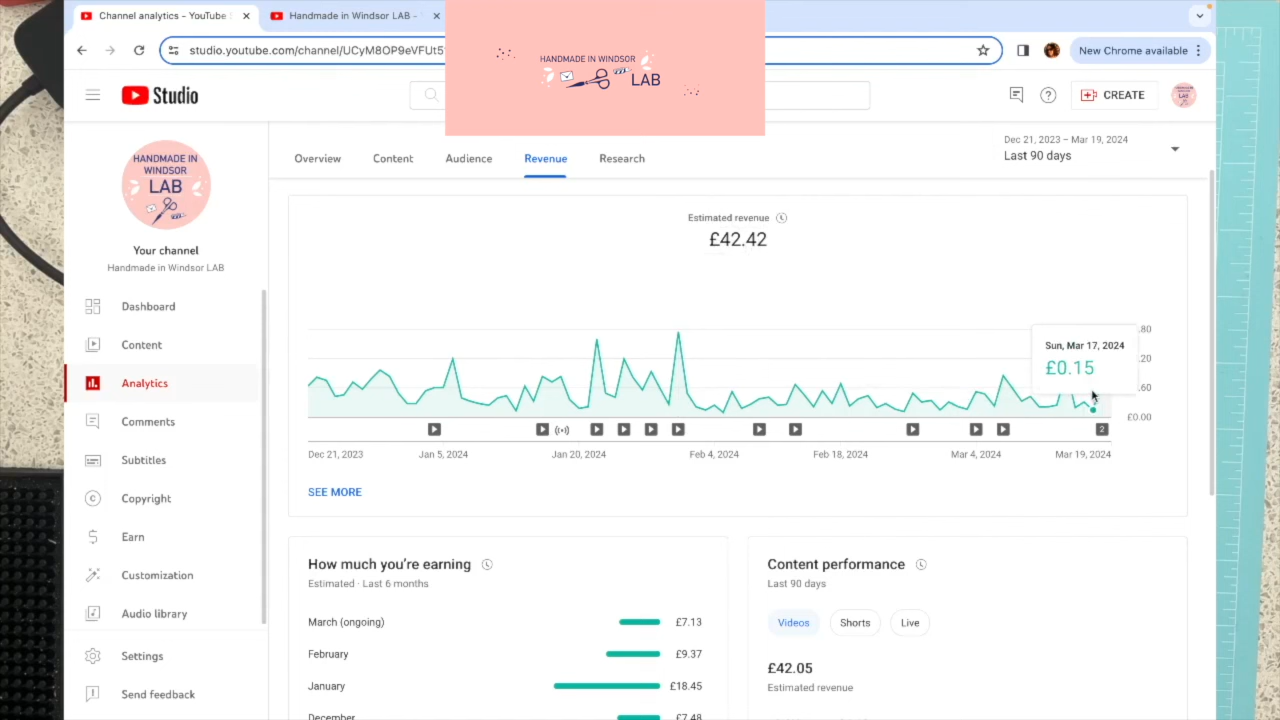 Channel analytics - YouTube
Handmade in Windsor LAB -
studio.youtube.com/channel/UCyM8OP9eVFUt5
New Chrome available
HANDMADE IN WINDSOR
LAB
Studio
CREATE
HANDMADE IN
WINDSOR
LAB
Your channel
Handmade in Windsor LAB
Dashboard
Content
Analytics
Comments
Subtitles
Copyright
Earn
Customization
Audio library
Settings
Send feedback
Overview
Content
Audience
Revenue
Research
Dec 21, 2023 – Mar 19, 2024
Last 90 days
Estimated revenue
£42.42
.80
.20
.60
£0.00
Sun, Mar 17, 2024
£0.15
2
Dec 21, 2023
Jan 5, 2024
Jan 20, 2024
Feb 4, 2024
Feb 18, 2024
Mar 4, 2024
Mar 19, 2024
SEE MORE
How much you're earning
Estimated · Last 6 months
March (ongoing) £7.13
February £9.37
January £18.45
December £7.48
Content performance
Last 90 days
Videos
Shorts
Live
£42.05
Estimated revenue